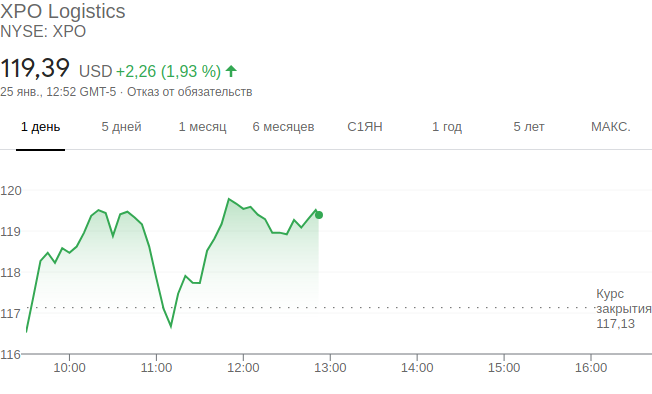 XPO Logistics
NYSE: XPO
119,39 USD +2,26 (1,93 %)
25 янв., 12:52 GMT-5 · Отказ от обязательств
1 день 5 дней 1 месяц 6 месяцев С1ЯН 1 год 5 лет МАКС.
120
119
118
117
116
Курс
закрытия
117,13
10:00 11:00 12:00 13:00 14:00 15:00 16:00